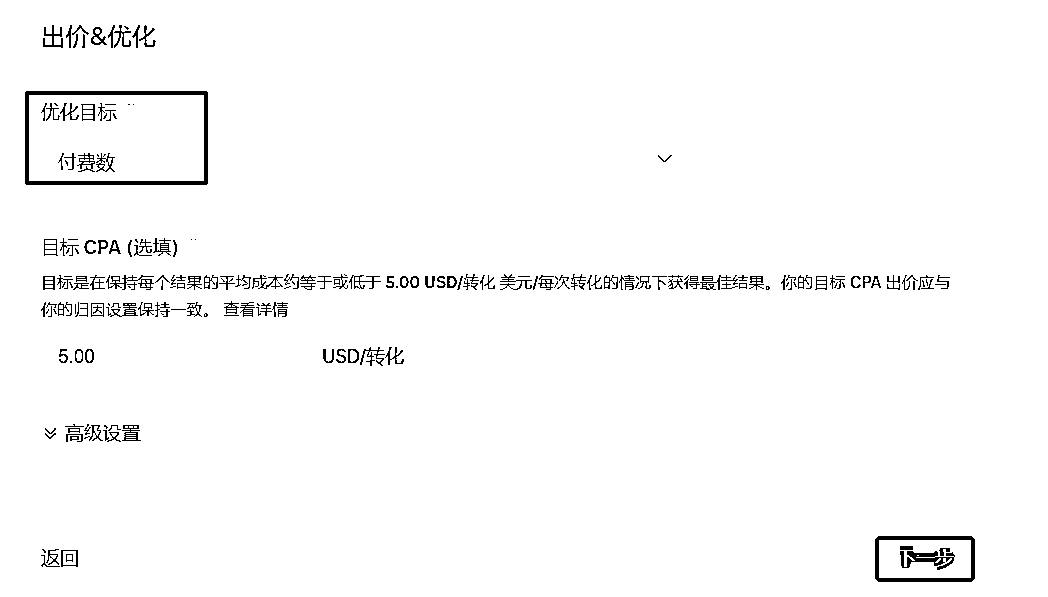 出价&优化
优化目标
付费数
目标 CPA (选填)
目标是在保持每个结果的平均成本约等于或低于 5.00 USD/转化 美元/每次转化的情况下获得最佳结果。你的目标 CPA 出价应与
你的归因设置保持一致。 查看详情
5.00 USD/转化
高级设置
返回 下一步